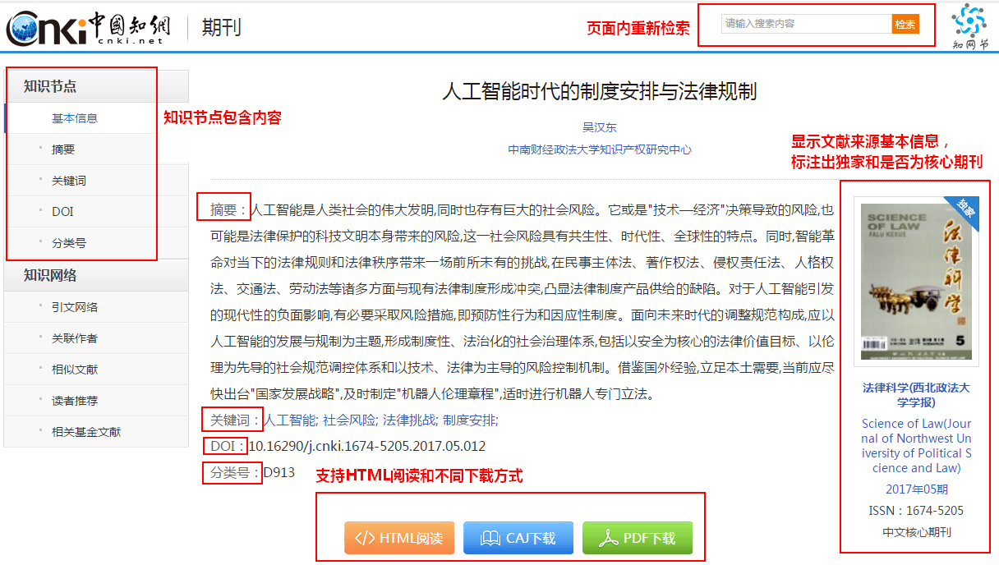 cnki 中國知網
cnki.net
期刊
页面内重新检索
请输入搜索内容
检索
知网节
知识节点
基本信息
摘要
关键词
DOI
分类号
知识网络
引文网络
关联作者
相似文献
读者推荐
相关基金文献
知识节点包含内容
人工智能时代的制度安排与法律规制
吴汉东
中南财经政法大学知识产权研究中心
摘要：人工智能是人类社会的伟大发明,同时也存有巨大的社会风险。它或是"技术—经济"决策导致的风险,也
可能是法律保护的科技文明本身带来的风险,这一社会风险具有共生性、时代性、全球性的特点。同时,智能革
命对当下的法律规则和法律秩序带来一场前所未有的挑战,在民事主体法、著作权法、侵权责任法、人格权
法、交通法、劳动法等诸多方面与现有法律制度形成冲突,凸显法律制度产品供给的缺陷。对于人工智能引发
的现代性的负面影响,有必要采取风险措施,即预防性行为和因应性制度。面向未来时代的调整规范构成,应以
人工智能的发展与规制为主题,形成制度性、法治化的社会治理体系,包括以安全为核心的法律价值目标、以伦
理为先导的社会规范调控体系和以技术、法律为主导的风险控制机制。借鉴国外经验,立足本土需要,当前应尽
快出台"国家发展战略",及时制定"机器人伦理章程",适时进行机器人专门立法。
关键词：人工智能; 社会风险; 法律挑战; 制度安排;
DOI：10.16290/j.cnki.1674-5205.2017.05.012
分类号：D913
支持HTML阅读和不同下载方式
</> HTML阅读
CAJ下载
PDF下载
显示文献来源基本信息，
标注出独家和是否为核心期刊
独家
SCIENCE
OF LAW
FALU KEXUE
法律科学
5
法律科学(西北政法大
学学报)
Science of Law(Jour
nal of Northwest Un
iversity of Political S
cience and Law)
2017年05期
ISSN：1674-5205
中文核心期刊